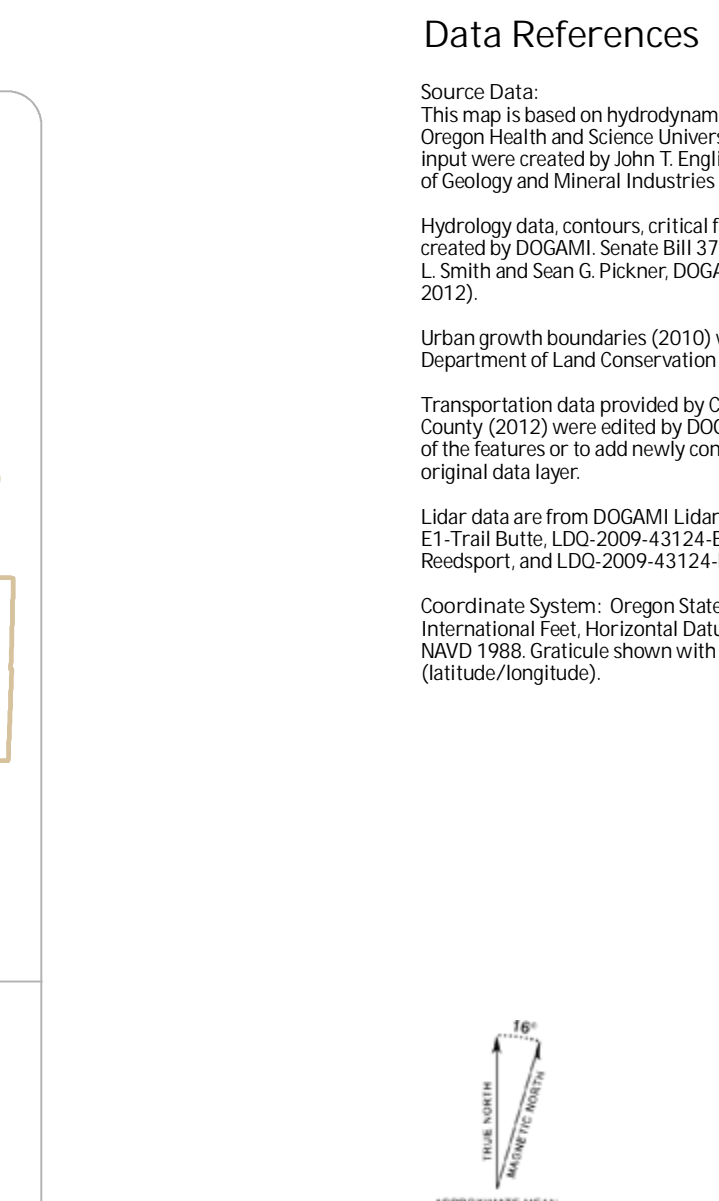 Data References
Source Data:
This map is based on hydrodynam
Oregon Health and Science Univers
input were created by John T. Engli
of Geology and Mineral Industries
Hydrology data, contours, critical f
created by DOGAMI. Senate Bill 37
L. Smith and Sean G. Pickner, DOGA
2012).
Urban growth boundaries (2010) w
Department of Land Conservation
Transportation data provided by C
County (2012) were edited by DOG
of the features or to add newly con
original data layer.
Lidar data are from DOGAMI Lidar
E1-Trail Butte, LDQ-2009-43124-E
Reedsport, and LDQ-2009-43124-
Coordinate System: Oregon State
International Feet, Horizontal Datu
NAVD 1988. Graticule shown with
(latitude/longitude).
16°
TRUE NORTH
MAGNETIC NORTH
APPROXIMATE MEAN